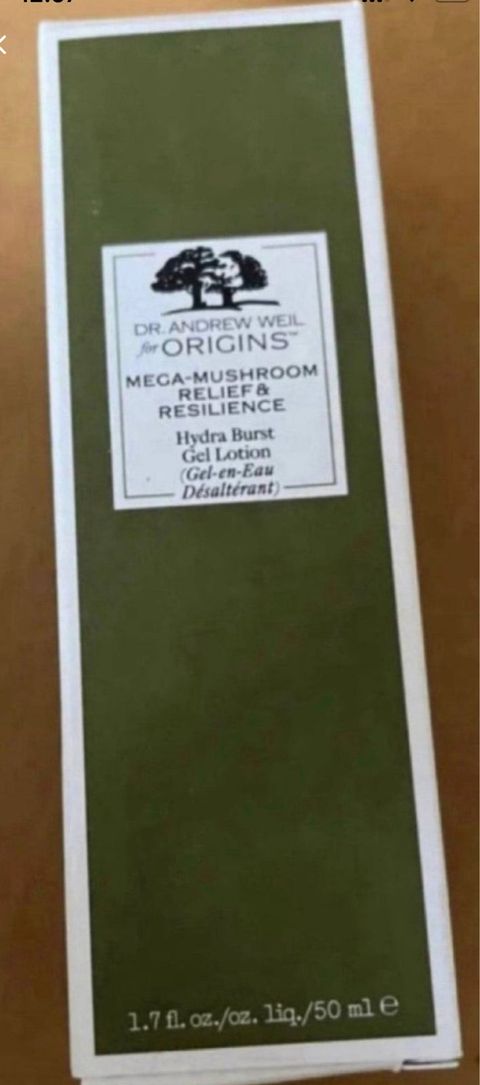 DR. ANDREW WEIL
for ORIGINS™
MEGA-MUSHROOM
RELIEF &
RESILIENCE
Hydra Burst
Gel Lotion
(Gel-en-Eau
Désaltérant)
1.7 fl. oz./oz. liq./50 ml e